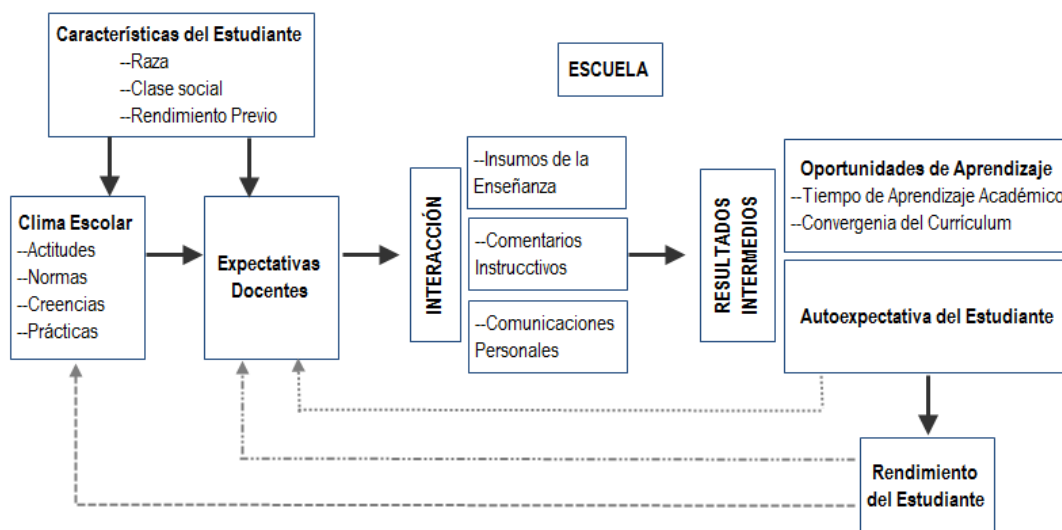 Características del Estudiante
--Raza
--Clase social
--Rendimiento Previo
ESCUELA
Clima Escolar
--Actitudes
--Normas
--Creencias
--Prácticas
Expectativas
Docentes
INTERACCIÓN
--Insumos de la
Enseñanza
--Comentarios
Instrucctivos
--Comunicaciones
Personales
RESULTADOS
INTERMEDIOS
Oportunidades de Aprendizaje
--Tiempo de Aprendizaje Académico
--Convergenia del Currículum
Autoexpectativa del Estudiante
Rendimiento
del Estudiante